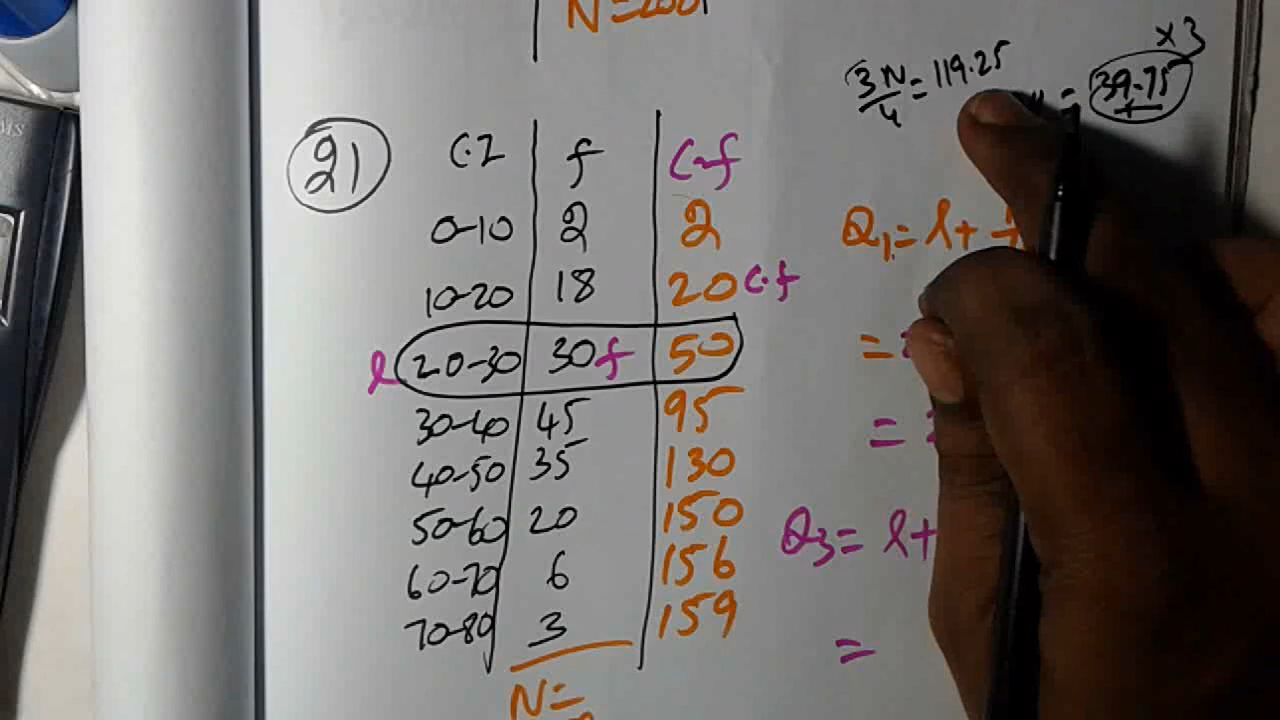 N=200
×3
3N/4 = 119.25
= 39.75/4
21
C.I f C.f
0-10 2 2
10-20 18 20 C.f
l 20-30 30 f 50
30-40 45 95
40-50 35 130
50-60 20 150
60-70 6 156
70-80 3 159
N=
Q1= l+
=
=
Q3= l+
=